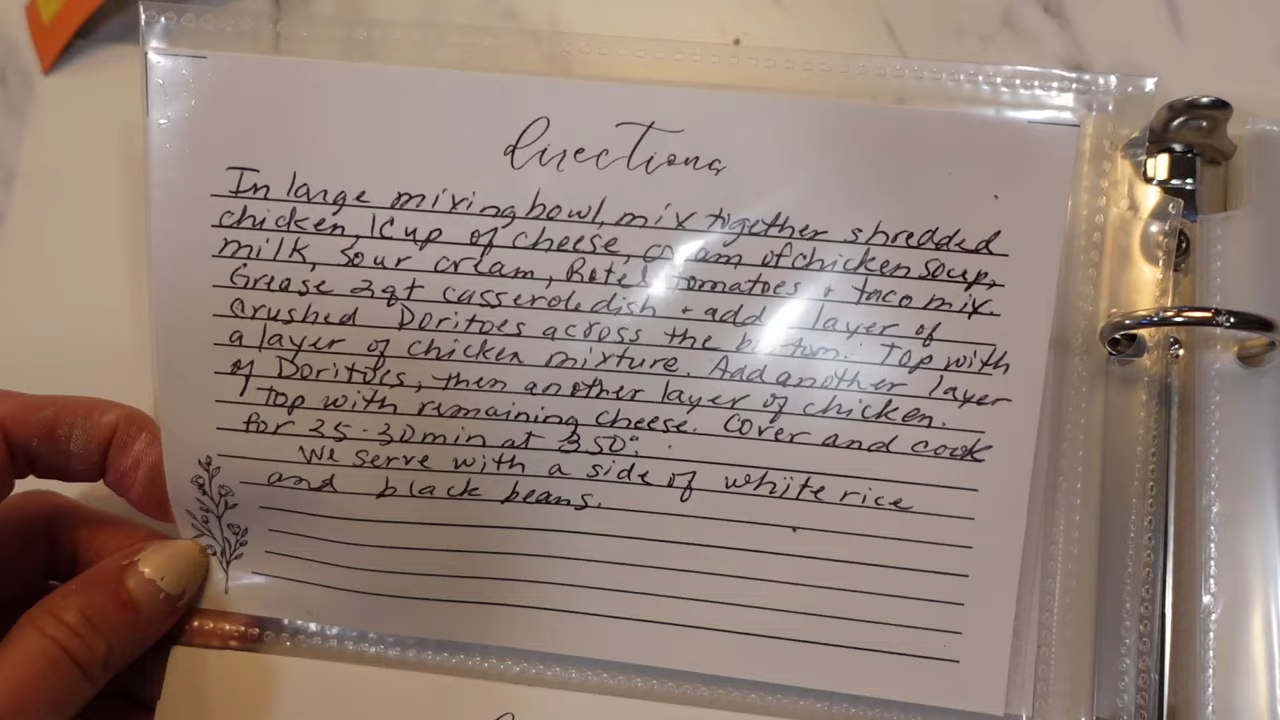 directions
In large mixing bowl, mix together shredded
chicken, 1 cup of cheese, cream of chicken soup,
milk, sour cream, Rotel tomatoes + taco mix.
Grease 2qt casserole dish + add layer of
crushed Doritoes across the bottom. Top with
a layer of chicken mixture. Add another layer
of Doritoes, then another layer of chicken.
Top with remaining cheese. Cover and cook
for 25-30 min at 350°.
We serve with a side of white rice
and black beans.